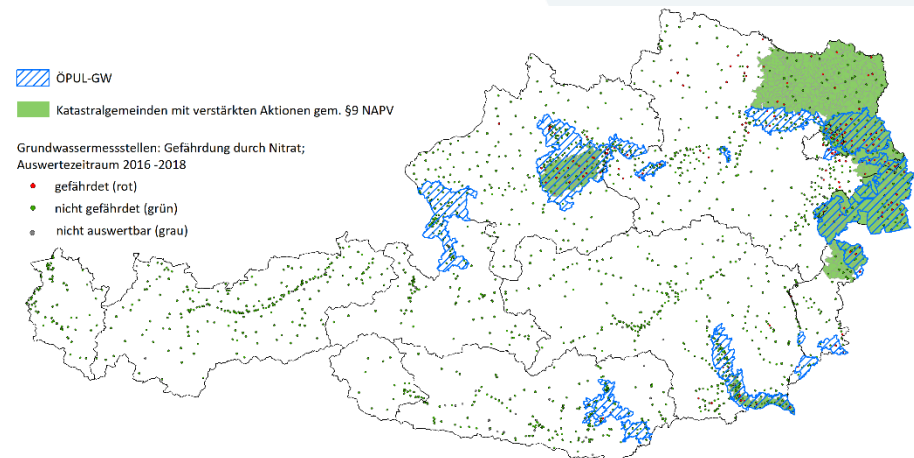 ÖPUL-GW
Katastralgemeinden mit verstärkten Aktionen gem. §9 NAPV
Grundwassermessstellen: Gefährdung durch Nitrat;
Auswertezeitraum 2016 -2018
gefährdet (rot)
nicht gefährdet (grün)
nicht auswertbar (grau)